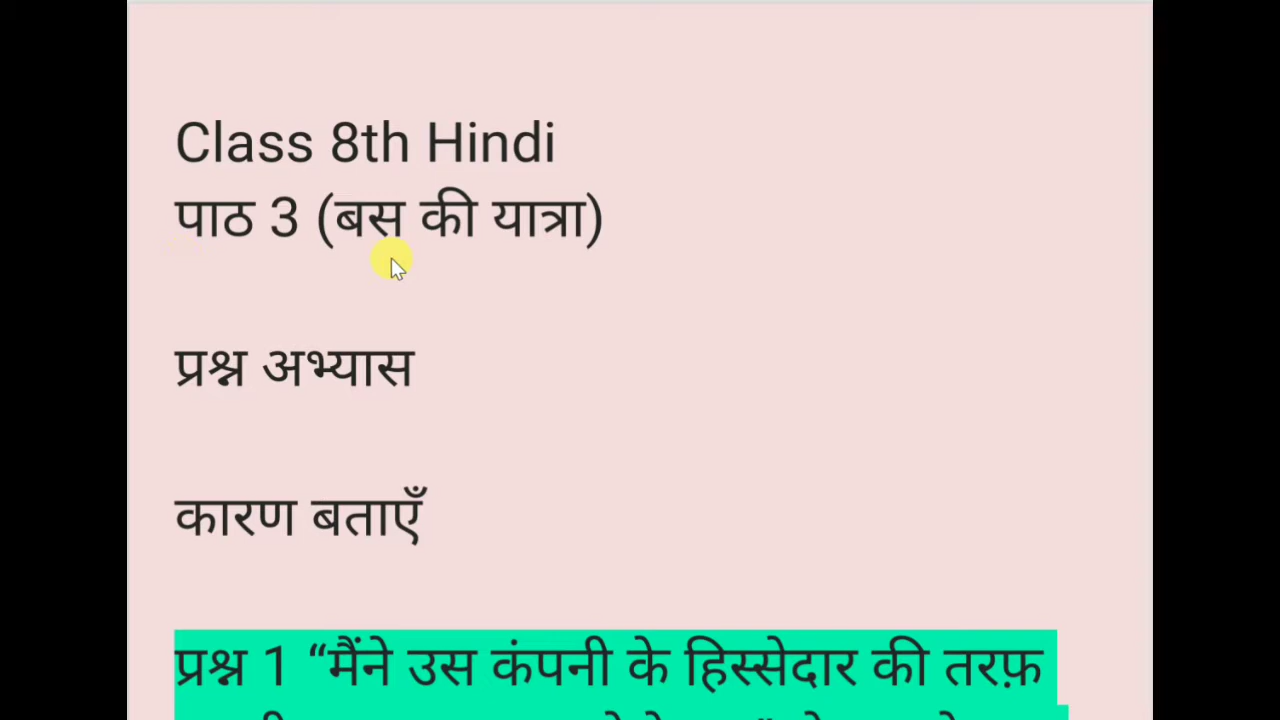 Class 8th Hindi
पाठ 3 (बस की यात्रा)
प्रश्न अभ्यास
कारण बताएँ
प्रश्न 1 “मैंने उस कंपनी के हिस्सेदार की तरफ़